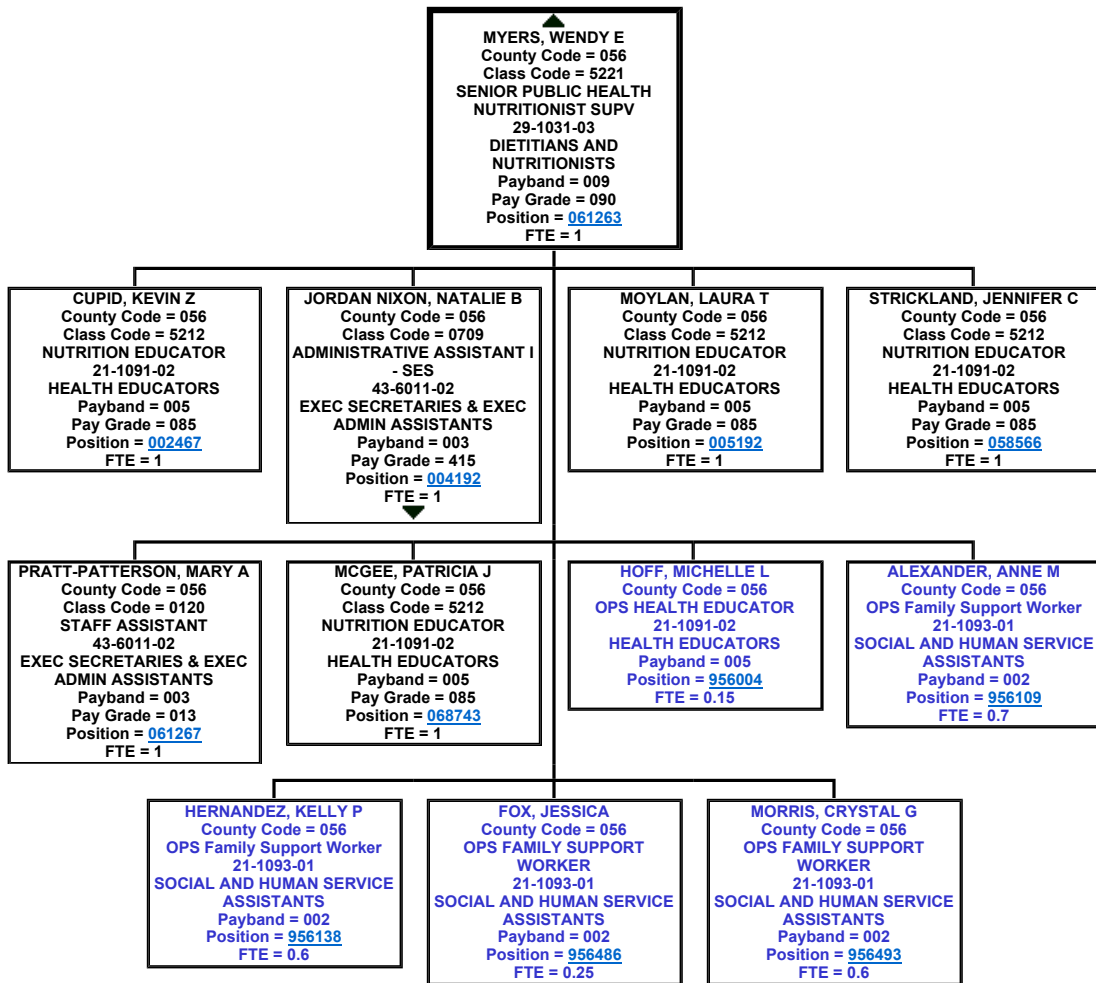 MYERS, WENDY E
County Code = 056
Class Code = 5221
SENIOR PUBLIC HEALTH
NUTRITIONIST SUPV
29-1031-03
DIETITIANS AND
NUTRITIONISTS
Payband = 009
Pay Grade = 090
Position = 061263
FTE = 1
CUPID, KEVIN Z
County Code = 056
Class Code = 5212
NUTRITION EDUCATOR
21-1091-02
HEALTH EDUCATORS
Payband = 005
Pay Grade = 085
Position = 002467
FTE = 1
JORDAN NIXON, NATALIE B
County Code = 056
Class Code = 0709
ADMINISTRATIVE ASSISTANT I
- SES
43-6011-02
EXEC SECRETARIES & EXEC
ADMIN ASSISTANTS
Payband = 003
Pay Grade = 415
Position = 004192
FTE = 1
MOYLAN, LAURA T
County Code = 056
Class Code = 5212
NUTRITION EDUCATOR
21-1091-02
HEALTH EDUCATORS
Payband = 005
Pay Grade = 085
Position = 005192
FTE = 1
STRICKLAND, JENNIFER C
County Code = 056
Class Code = 5212
NUTRITION EDUCATOR
21-1091-02
HEALTH EDUCATORS
Payband = 005
Pay Grade = 085
Position = 058566
FTE = 1
PRATT-PATTERSON, MARY A
County Code = 056
Class Code = 0120
STAFF ASSISTANT
43-6011-02
EXEC SECRETARIES & EXEC
ADMIN ASSISTANTS
Payband = 003
Pay Grade = 013
Position = 061267
FTE = 1
MCGEE, PATRICIA J
County Code = 056
Class Code = 5212
NUTRITION EDUCATOR
21-1091-02
HEALTH EDUCATORS
Payband = 005
Pay Grade = 085
Position = 068743
FTE = 1
HOFF, MICHELLE L
County Code = 056
OPS HEALTH EDUCATOR
21-1091-02
HEALTH EDUCATORS
Payband = 005
Position = 956004
FTE = 0.15
ALEXANDER, ANNE M
County Code = 056
OPS Family Support Worker
21-1093-01
SOCIAL AND HUMAN SERVICE
ASSISTANTS
Payband = 002
Position = 956109
FTE = 0.7
HERNANDEZ, KELLY P
County Code = 056
OPS Family Support Worker
21-1093-01
SOCIAL AND HUMAN SERVICE
ASSISTANTS
Payband = 002
Position = 956138
FTE = 0.6
FOX, JESSICA
County Code = 056
OPS FAMILY SUPPORT
WORKER
21-1093-01
SOCIAL AND HUMAN SERVICE
ASSISTANTS
Payband = 002
Position = 956486
FTE = 0.25
MORRIS, CRYSTAL G
County Code = 056
OPS FAMILY SUPPORT
WORKER
21-1093-01
SOCIAL AND HUMAN SERVICE
ASSISTANTS
Payband = 002
Position = 956493
FTE = 0.6